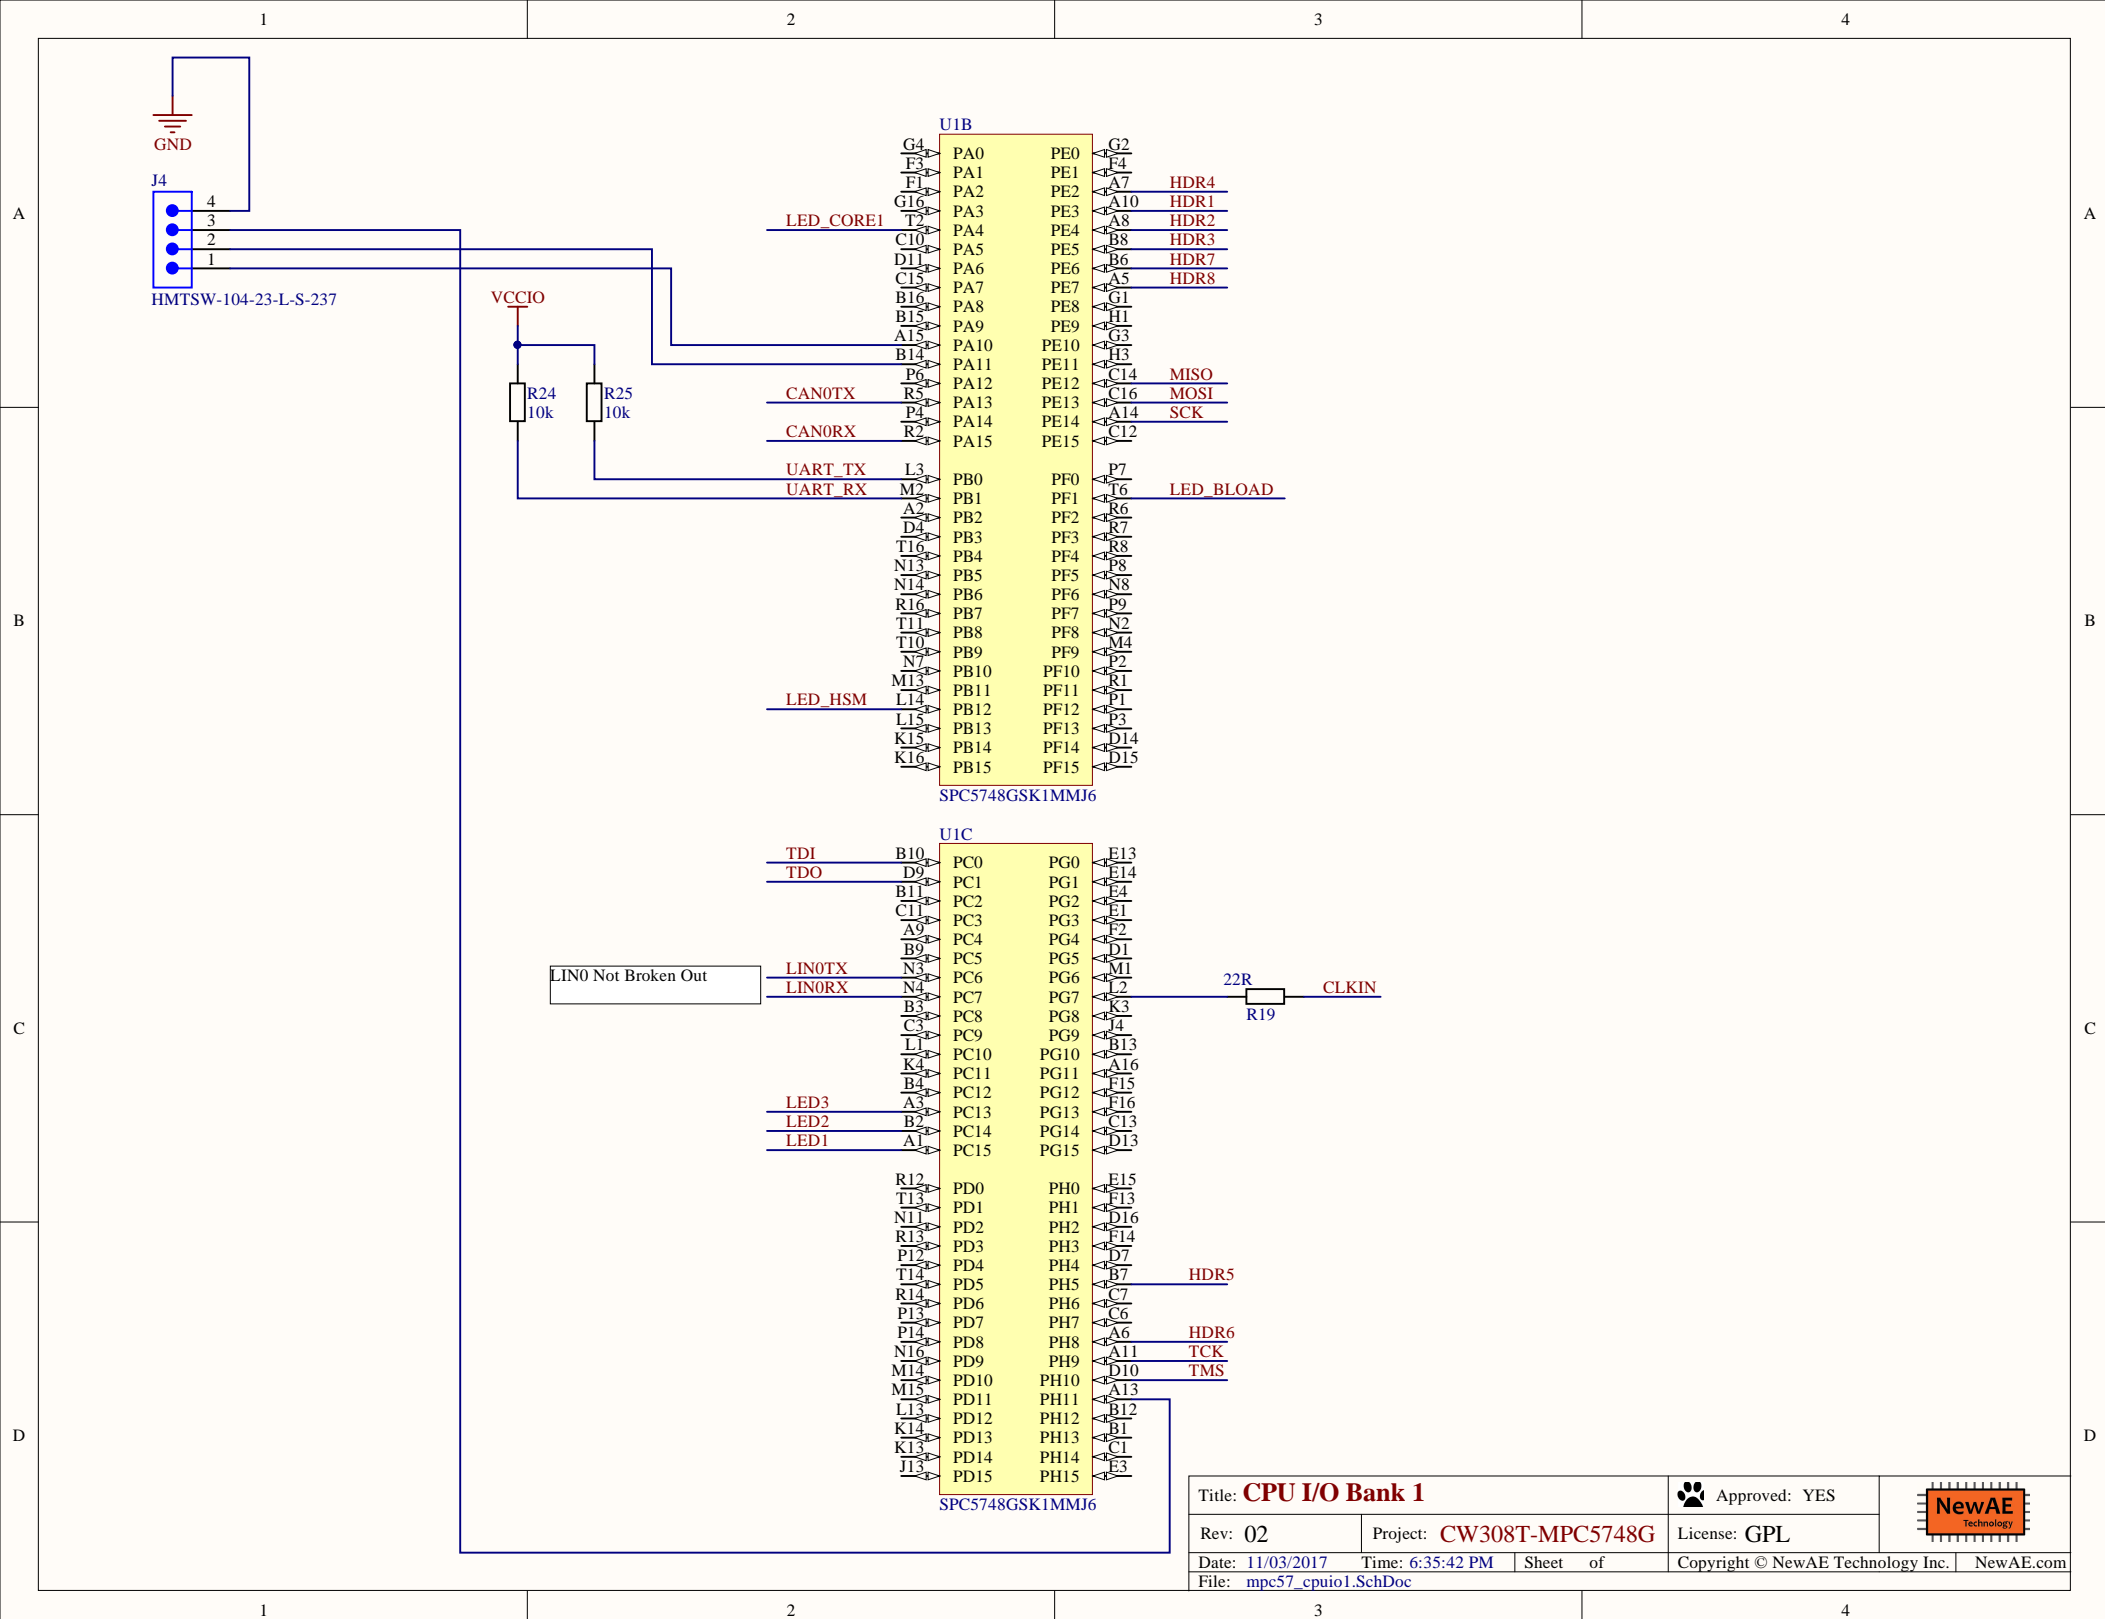 1 2 3 4
A A
B B
C C
D D
GND
J4
4
3
2
1
HMTSW-104-23-L-S-237
VCCIO
R24
10k
R25
10k
U1B
G4 PA0 PE0 G2
F3 PA1 PE1 F4
F1 PA2 PE2 A7 HDR4
G16 PA3 PE3 A10 HDR1
LED_CORE1 T2 PA4 PE4 A8 HDR2
C10 PA5 PE5 B8 HDR3
D11 PA6 PE6 B6 HDR7
C15 PA7 PE7 A5 HDR8
B16 PA8 PE8 G1
B15 PA9 PE9 H1
A15 PA10 PE10 G3
B14 PA11 PE11 H3
P6 PA12 PE12 C14 MISO
CAN0TX R5 PA13 PE13 C16 MOSI
P4 PA14 PE14 A14 SCK
CAN0RX R2 PA15 PE15 C12
UART_TX L3 PB0 PF0 P7
UART_RX M2 PB1 PF1 T6 LED_BLOAD
A2 PB2 PF2 R6
D4 PB3 PF3 R7
T16 PB4 PF4 R8
N13 PB5 PF5 P8
N14 PB6 PF6 N8
R16 PB7 PF7 P9
T11 PB8 PF8 N2
T10 PB9 PF9 M4
N7 PB10 PF10 P2
M13 PB11 PF11 R1
LED_HSM L14 PB12 PF12 P1
L15 PB13 PF13 P3
K15 PB14 PF14 D14
K16 PB15 PF15 D15
SPC5748GSK1MMJ6
U1C
TDI B10 PC0 PG0 E13
TDO D9 PC1 PG1 E14
B11 PC2 PG2 E4
C11 PC3 PG3 E1
A9 PC4 PG4 F2
B9 PC5 PG5 D1
LIN0 Not Broken Out LIN0TX N3 PC6 PG6 M1
LIN0RX N4 PC7 PG7 L2 22R R19 CLKIN
B3 PC8 PG8 K3
C3 PC9 PG9 J4
L1 PC10 PG10 B13
K4 PC11 PG11 A16
B4 PC12 PG12 F15
LED3 A3 PC13 PG13 F16
LED2 B2 PC14 PG14 C13
LED1 A1 PC15 PG15 D13
R12 PD0 PH0 E15
T13 PD1 PH1 F13
N11 PD2 PH2 D16
R13 PD3 PH3 F14
P12 PD4 PH4 D7
T14 PD5 PH5 B7 HDR5
R14 PD6 PH6 C7
P13 PD7 PH7 C6
P14 PD8 PH8 A6 HDR6
N16 PD9 PH9 A11 TCK
M14 PD10 PH10 D10 TMS
M15 PD11 PH11 A13
L13 PD12 PH12 B12
K14 PD13 PH13 B1
K13 PD14 PH14 C1
J13 PD15 PH15 E3
SPC5748GSK1MMJ6
Title: CPU I/O Bank 1 Approved: YES
NewAE
Technology
Rev: 02 Project: CW308T-MPC5748G License: GPL
Date: 11/03/2017 Time: 6:35:42 PM Sheet of Copyright © NewAE Technology Inc. NewAE.com
File: mpc57_cpuio1.SchDoc
1 2 3 4